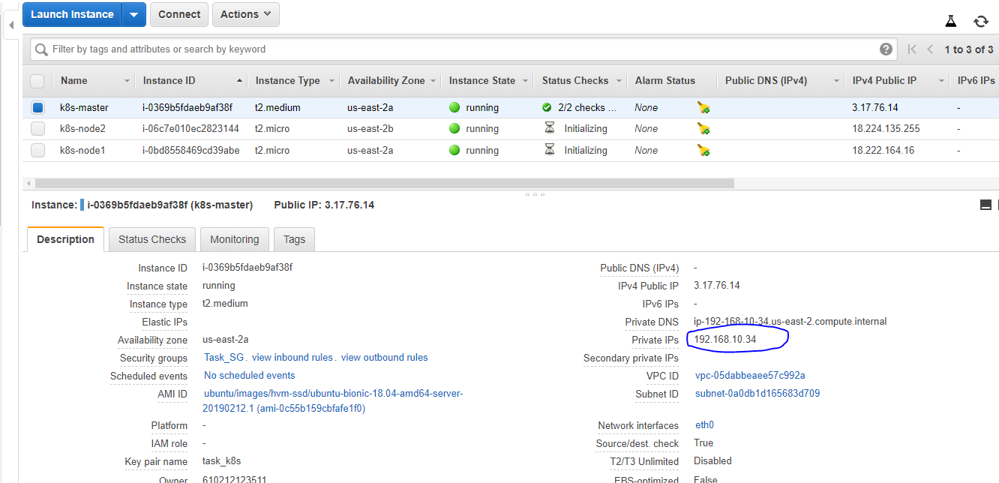 Launch Instance Connect Actions
Filter by tags and attributes or search by keyword 1 to 3 of 3
Name Instance ID Instance Type Availability Zone Instance State Status Checks Alarm Status Public DNS (IPv4) IPv4 Public IP IPv6 IPs
k8s-master i-0369b5fdaeb9af38f t2.medium us-east-2a running 2/2 checks ... None 3.17.76.14 -
k8s-node2 i-06c7e010ec2823144 t2.micro us-east-2b running Initializing None 18.224.135.255 -
k8s-node1 i-0bd8558469cd39abe t2.micro us-east-2a running Initializing None 18.222.164.16 -
Instance: i-0369b5fdaeb9af38f (k8s-master) Public IP: 3.17.76.14
Description Status Checks Monitoring Tags
Instance ID i-0369b5fdaeb9af38f Public DNS (IPv4) -
Instance state running IPv4 Public IP 3.17.76.14
Instance type t2.medium IPv6 IPs -
Elastic IPs Private DNS ip-192-168-10-34.us-east-2.compute.internal
Availability zone us-east-2a Private IPs 192.168.10.34
Security groups Task_SG. view inbound rules. view outbound rules Secondary private IPs
Scheduled events No scheduled events VPC ID vpc-05dabbeaee57c992a
AMI ID ubuntu/images/hvm-ssd/ubuntu-bionic-18.04-amd64-server- Subnet ID subnet-0a0db1d165683d709
20190212.1 (ami-0c55b159cbfafe1f0)
Platform - Network interfaces eth0
IAM role - Source/dest. check True
Key pair name task_k8s T2/T3 Unlimited Disabled
Owner 610212123511 EBS-optimized False